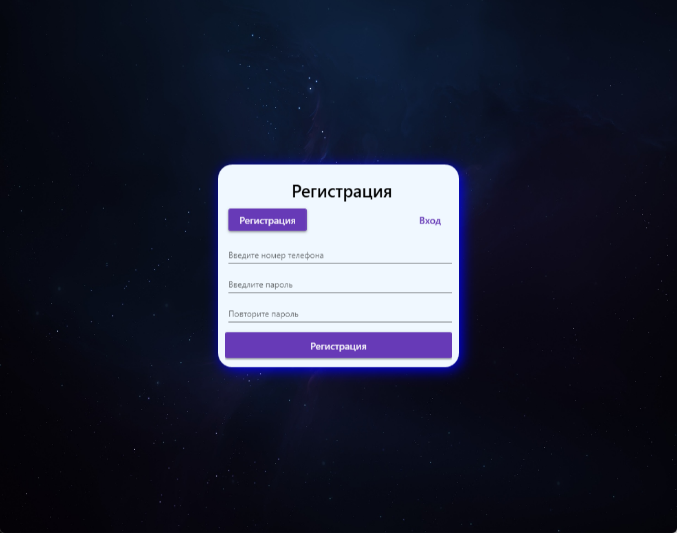 Регистрация
Регистрация Вход
Введите номер телефона
Введлите пароль
Повторите пароль
Регистрация